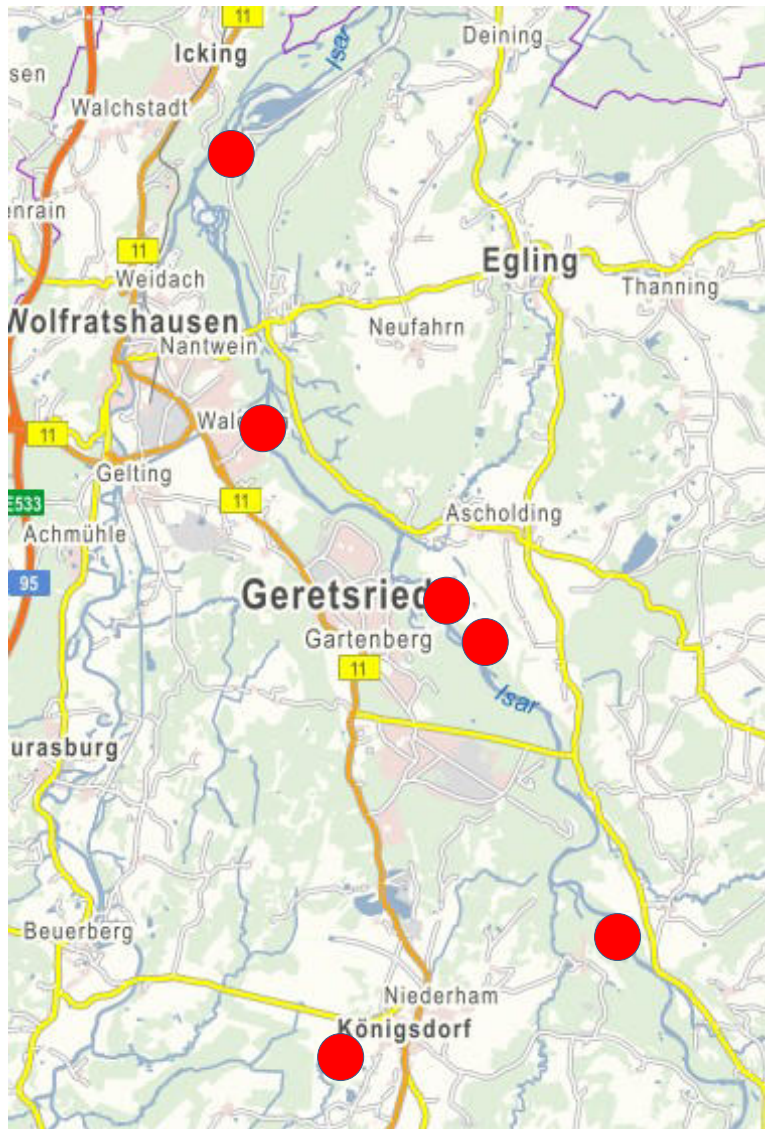 11
Icking
Isar
Isar
Deining
sen
Walchstadt
enrain
11
Weidach
Egling
Thanning
Wolfratshausen
Neufahrn
Nantwein
11
Gelting
11
E533
Achmühle
Ascholding
95
Geretsried
Gartenberg
11
Isar
urasburg
Beuerberg
Niederham
Königsdorf